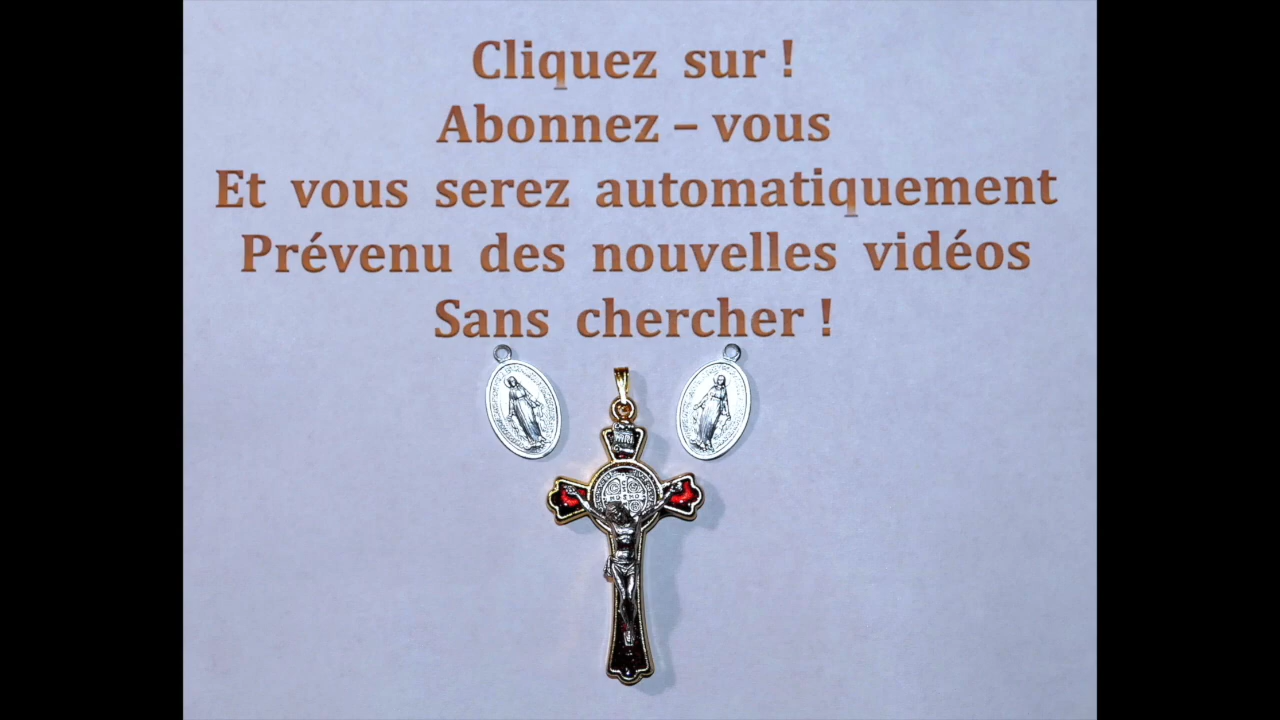 Cliquez sur !
Abonnez – vous
Et vous serez automatiquement
Prévenu des nouvelles vidéos
Sans chercher !